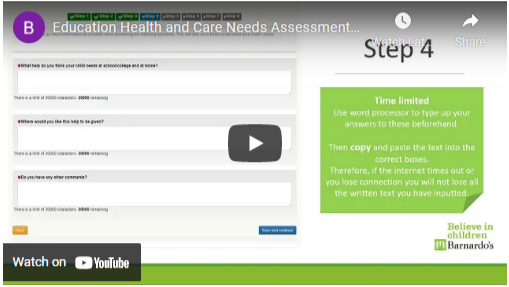 B
Education Health and Care Needs Assessment...
Watch Later
Share
Step 4
What help do you think your child needs at school/college and at home?
There is a limit of 30000 characters. 30000 remaining
Where would you like this help to be given?
There is a limit of 30000 characters. 30000 remaining
Do you have any other comments?
There is a limit of 30000 characters. 30000 remaining
Save and continue
Time limited
Use word processor to type up your
answers to these beforehand.
Then copy and paste the text into the
correct boxes.
Therefore, if the internet times out or
you lose connection you will not lose all
the written text you have inputted.
Believe in
children
Barnardo's
Watch on YouTube